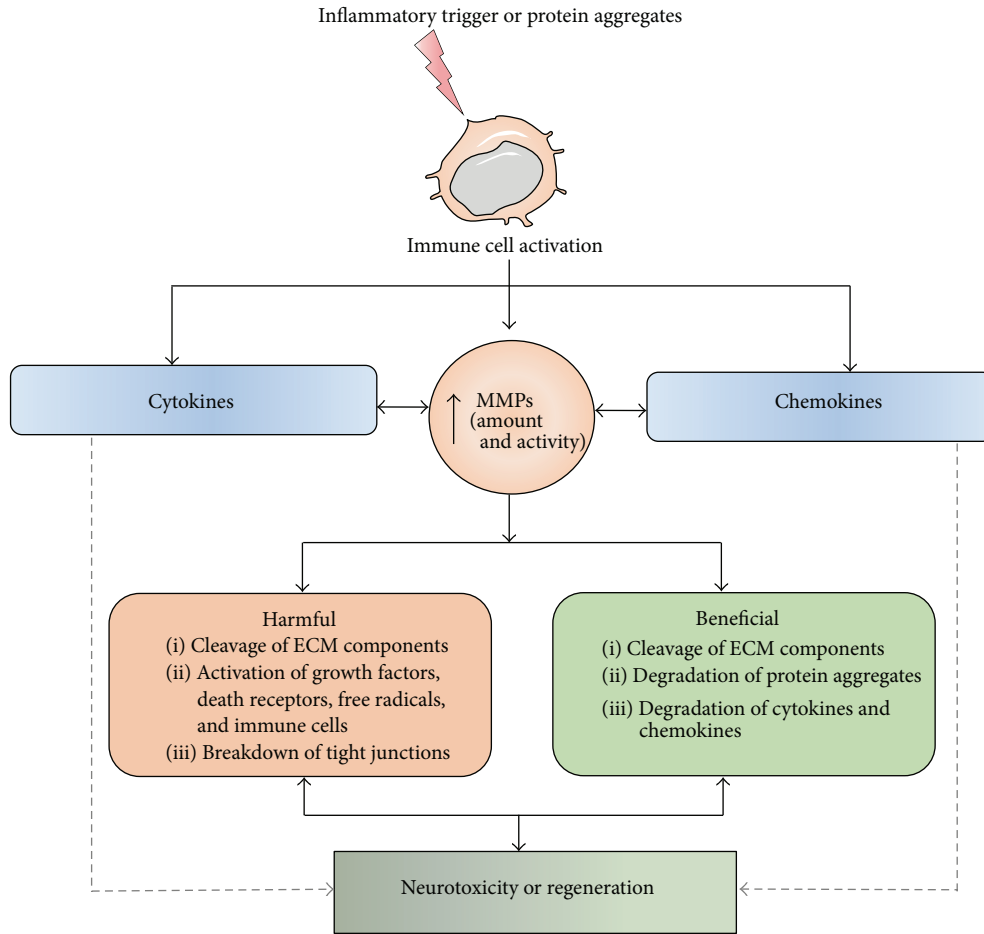 Inflammatory trigger or protein aggregates
Immune cell activation
Cytokines
MMPs
(amount
and activity)
Chemokines
Harmful
(i) Cleavage of ECM components
(ii) Activation of growth factors,
death receptors, free radicals,
and immune cells
(iii) Breakdown of tight junctions
Beneficial
(i) Cleavage of ECM components
(ii) Degradation of protein aggregates
(iii) Degradation of cytokines and
chemokines
Neurotoxicity or regeneration